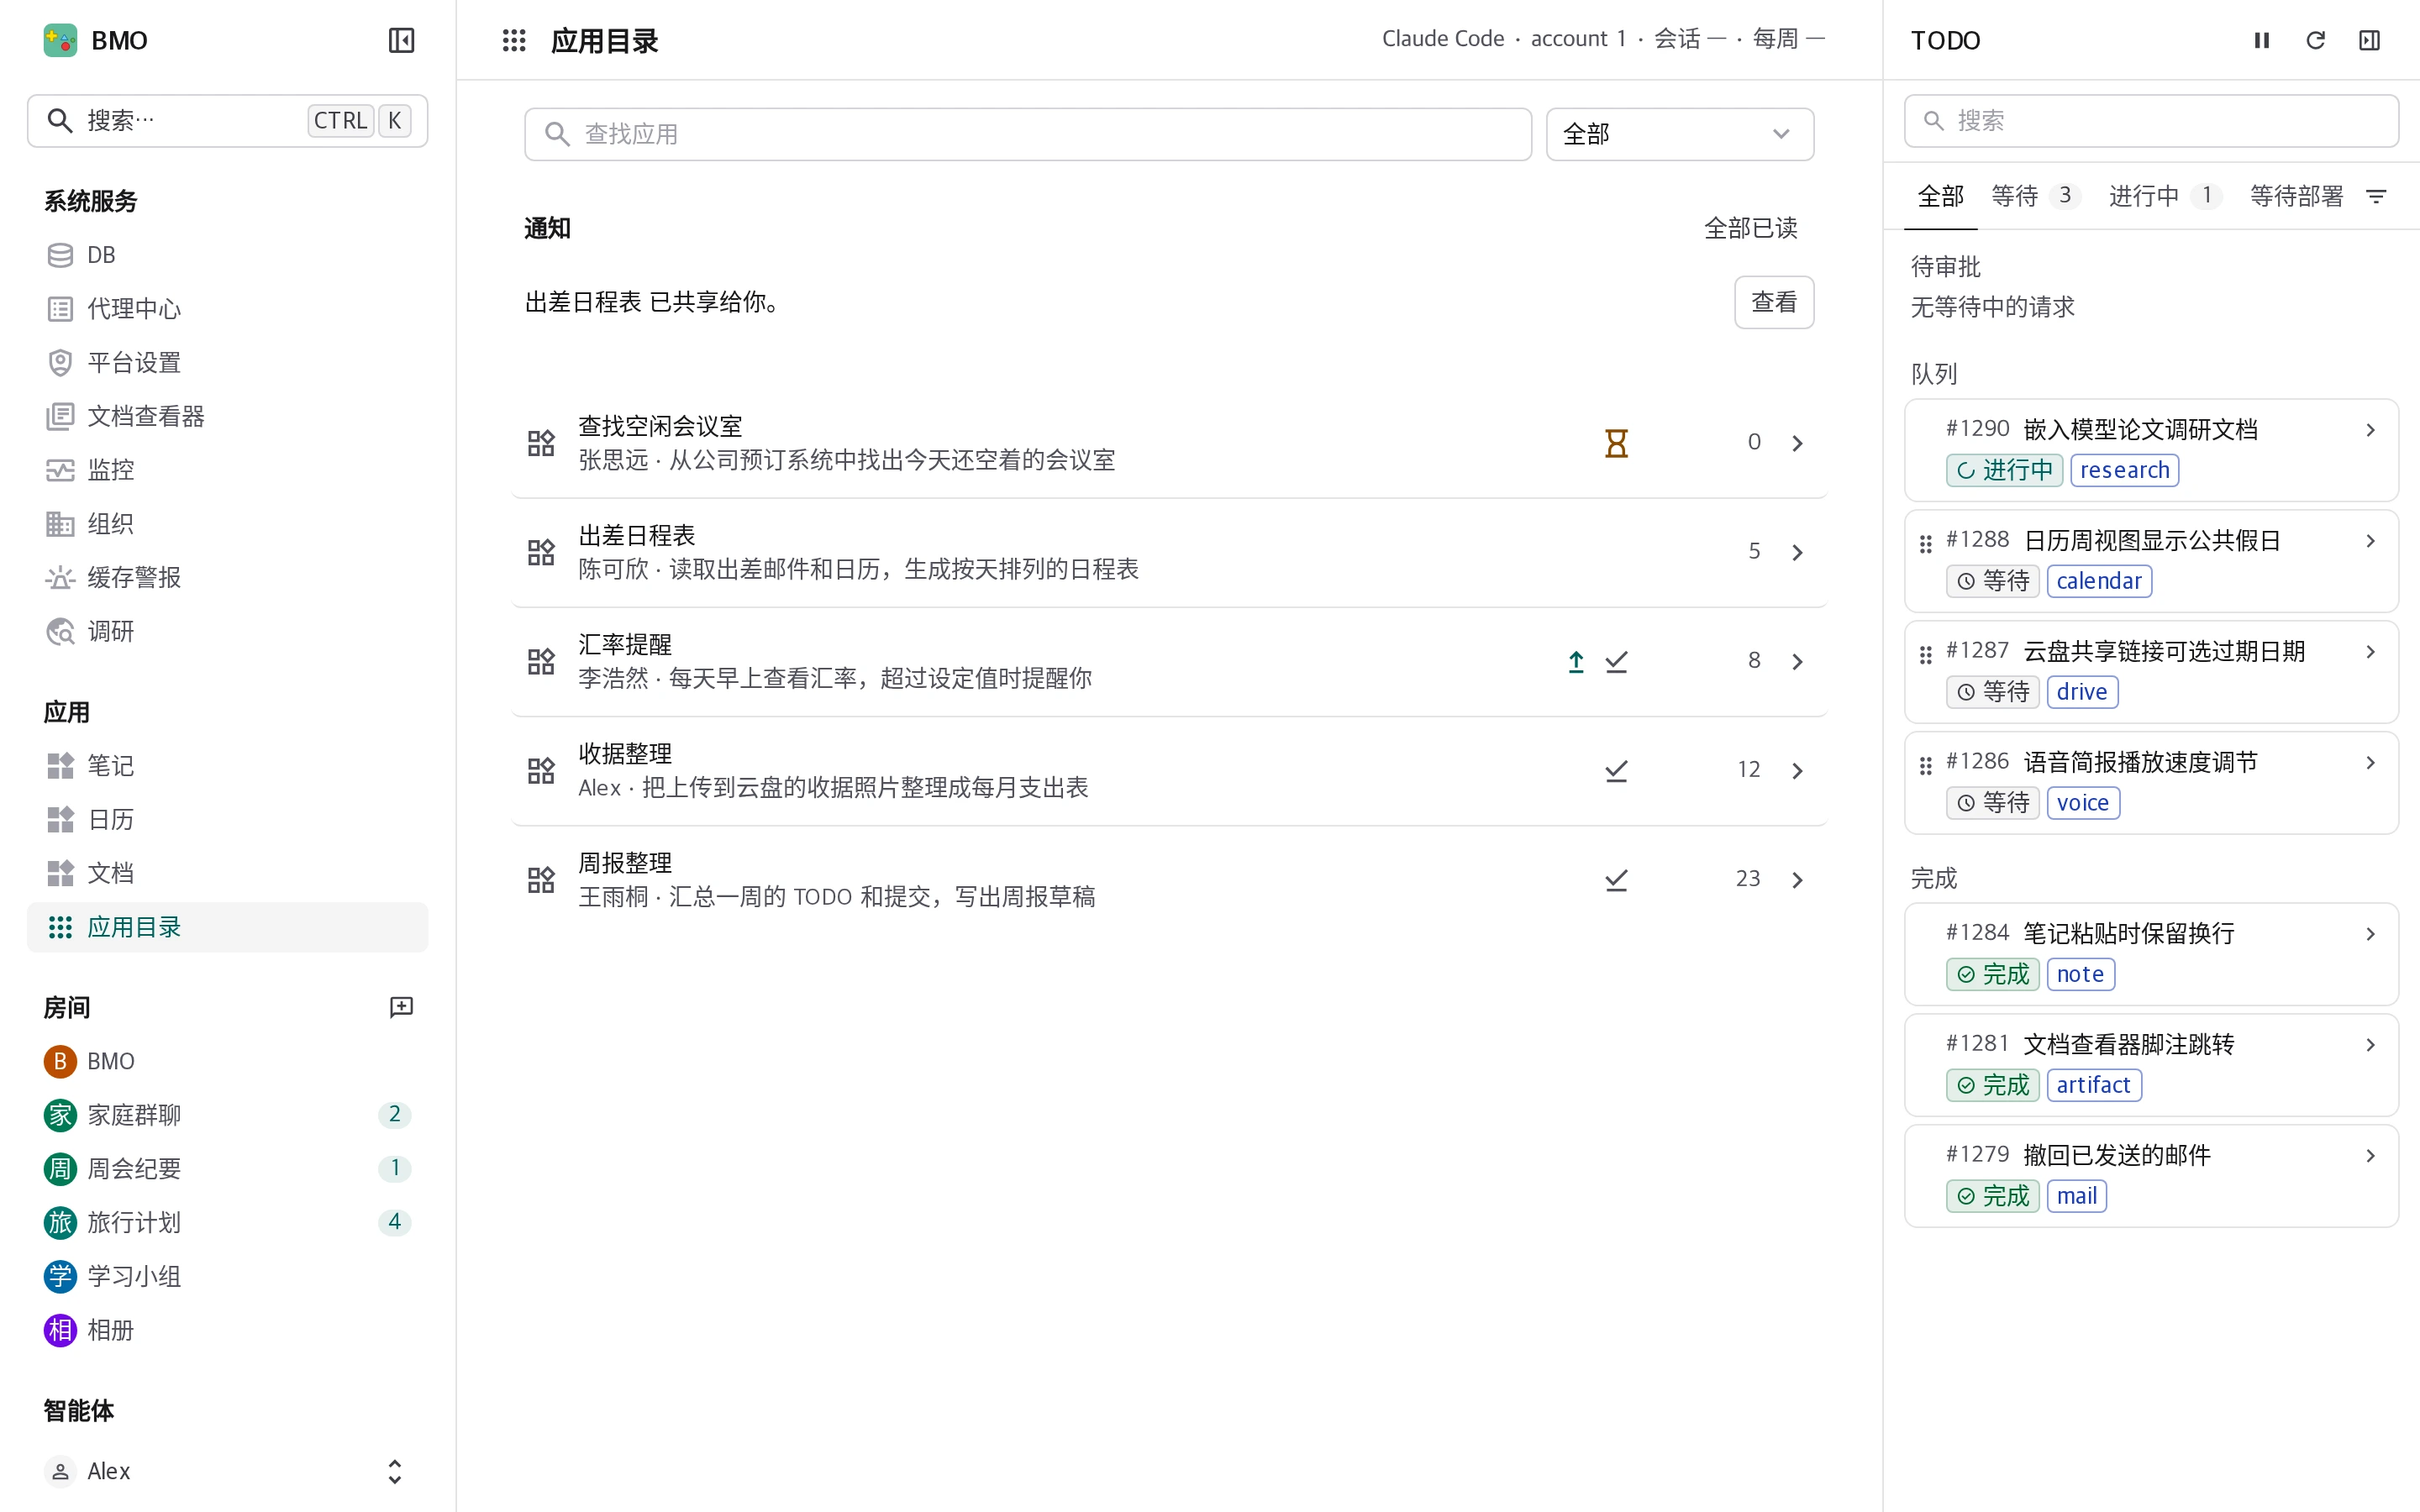 BMO
搜索…
CTRL K
系统服务
DB
代理中心
平台设置
文档查看器
监控
组织
缓存警报
调研
应用
笔记
日历
文档
应用目录
房间
B BMO
家 家庭群聊 2
周 周会纪要 1
旅 旅行计划 4
学 学习小组
相 相册
智能体
Alex
应用目录
Claude Code · account 1 · 会话 — · 每周 —
查找应用
全部
通知
全部已读
出差日程表 已共享给你。
查看
查找空闲会议室
张思远 · 从公司预订系统中找出今天还空着的会议室
0
出差日程表
陈可欣 · 读取出差邮件和日历，生成按天排列的日程表
5
汇率提醒
李浩然 · 每天早上查看汇率，超过设定值时提醒你
8
收据整理
Alex · 把上传到云盘的收据照片整理成每月支出表
12
周报整理
王雨桐 · 汇总一周的 TODO 和提交，写出周报草稿
23
TODO
搜索
全部 等待 3 进行中 1 等待部署
待审批
无等待中的请求
队列
#1290 嵌入模型论文调研文档
进行中 research
#1288 日历周视图显示公共假日
等待 calendar
#1287 云盘共享链接可选过期日期
等待 drive
#1286 语音简报播放速度调节
等待 voice
完成
#1284 笔记粘贴时保留换行
完成 note
#1281 文档查看器脚注跳转
完成 artifact
#1279 撤回已发送的邮件
完成 mail